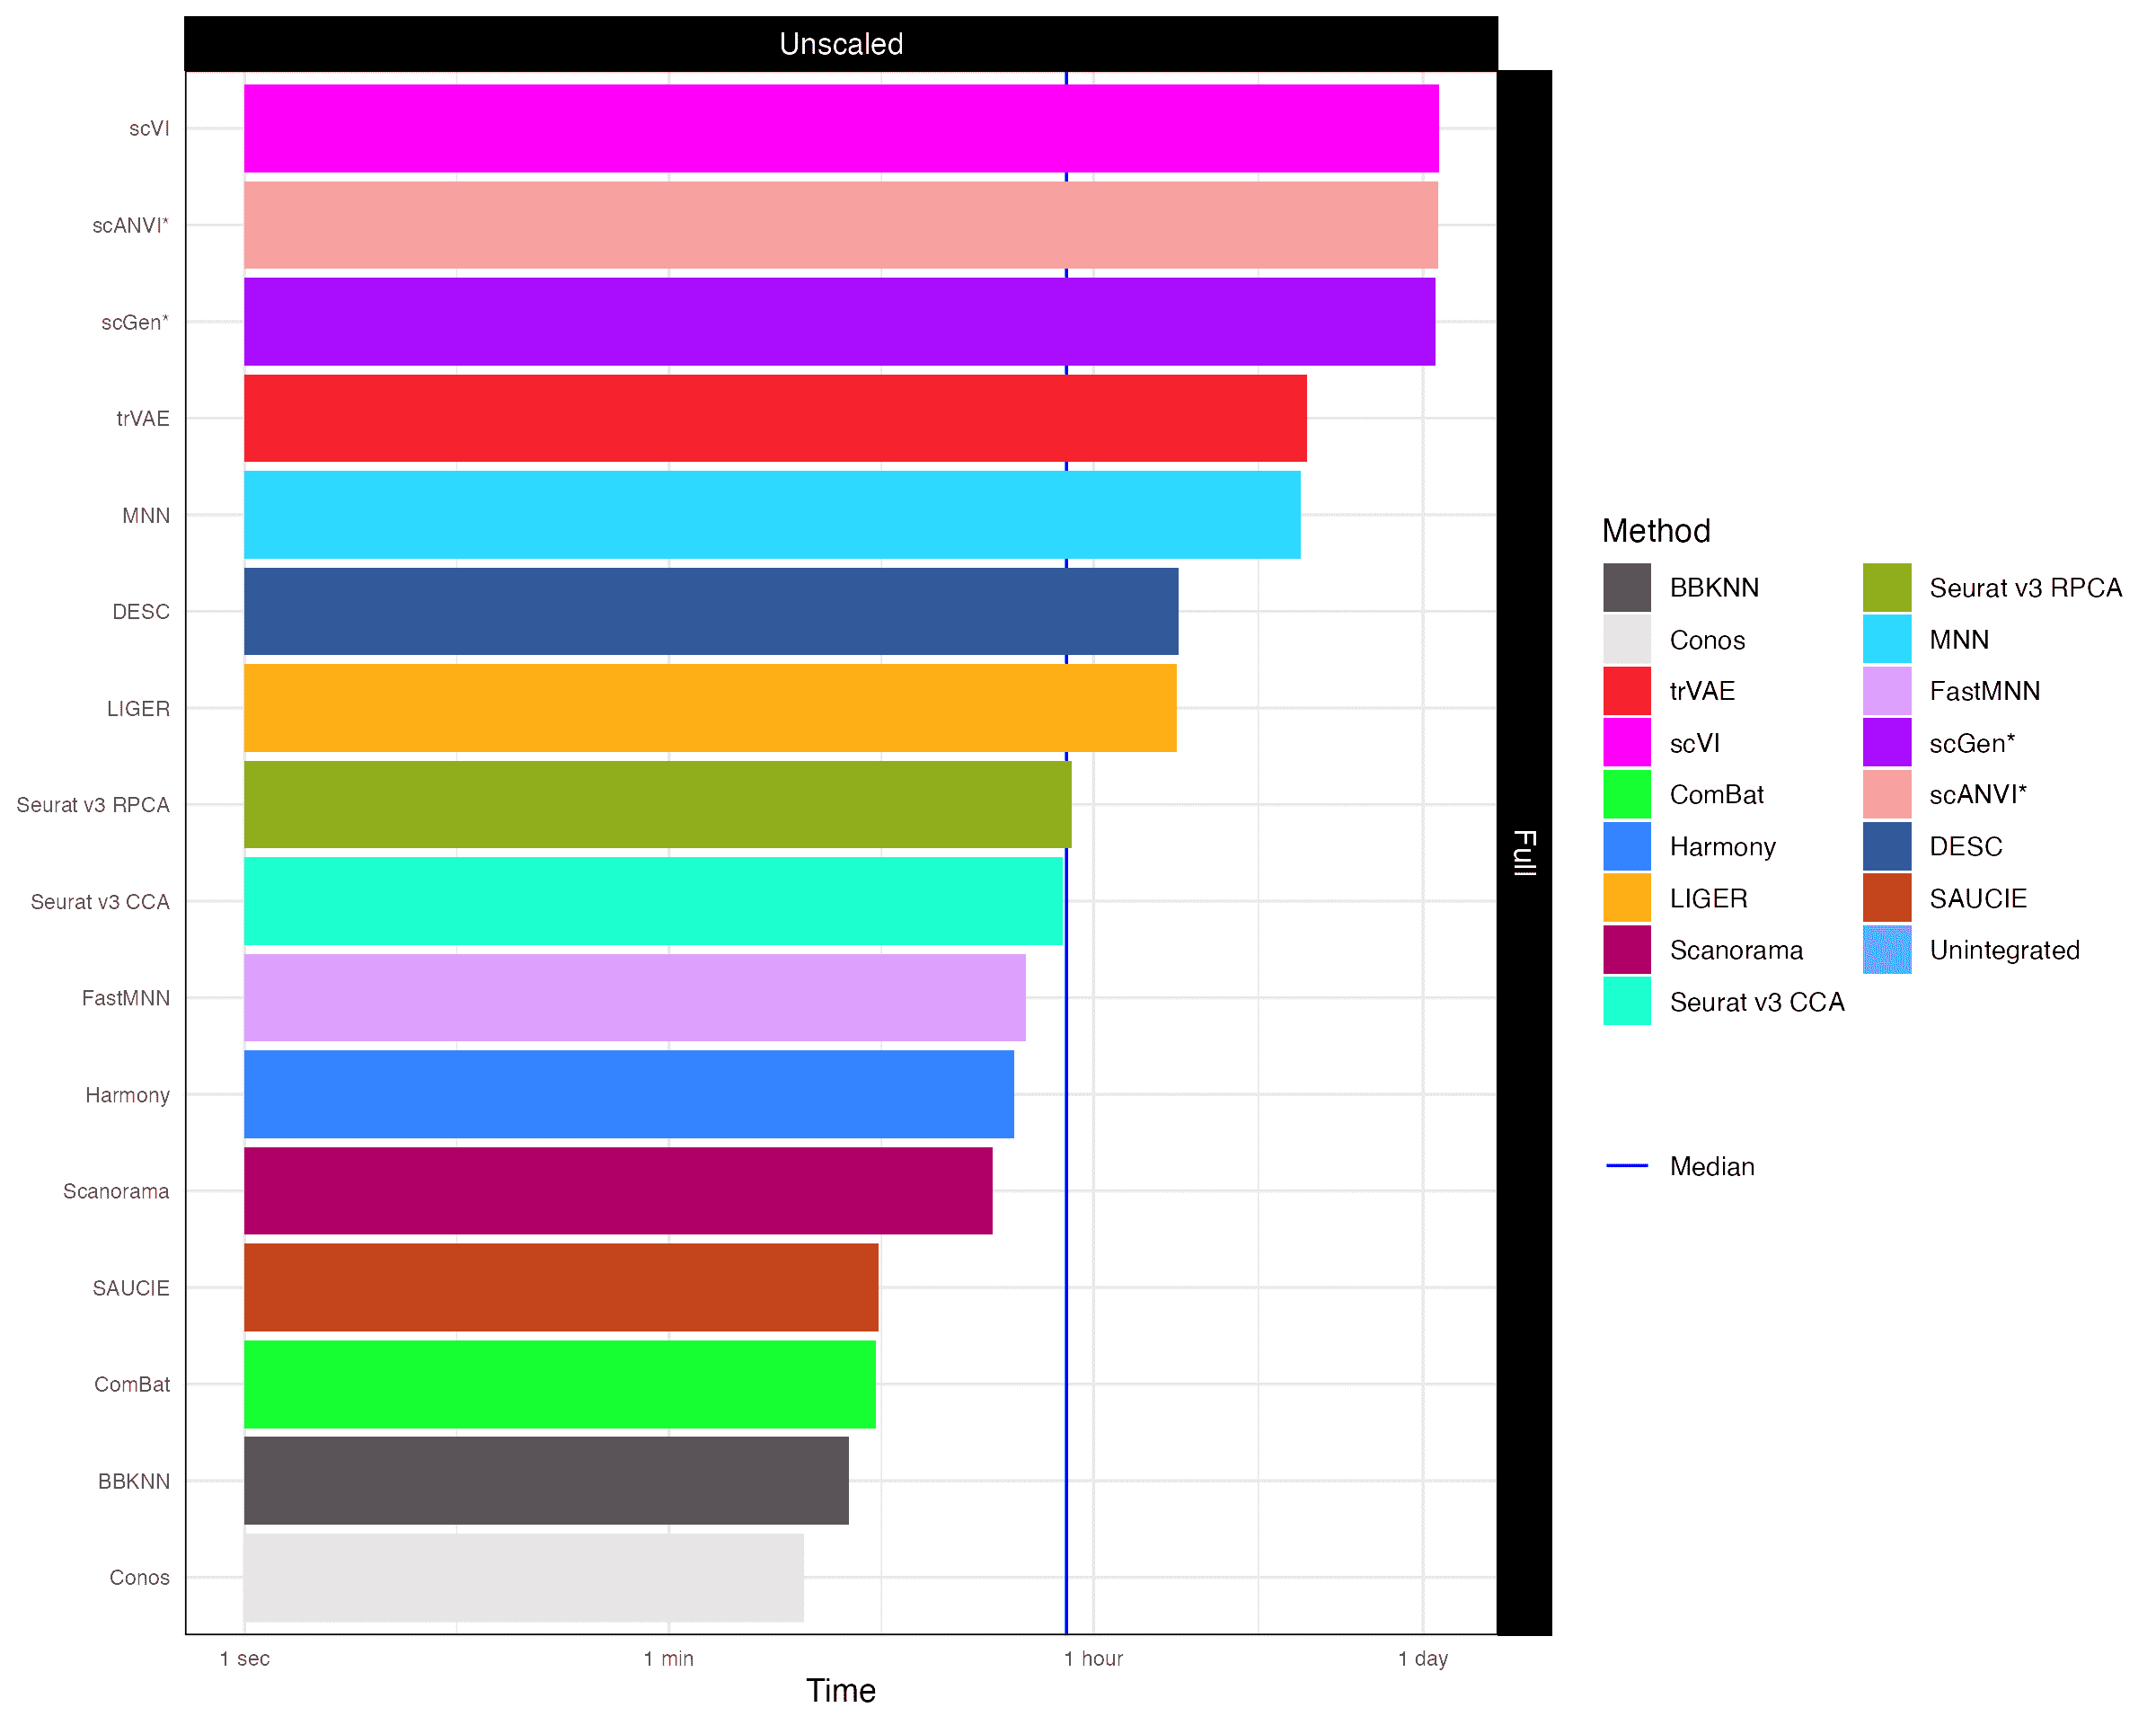 Unscaled
scVI
scANVI*
scGen*
trVAE
MNN
DESC
LIGER
Seurat v3 RPCA
Seurat v3 CCA
FastMNN
Harmony
Scanorama
SAUCIE
ComBat
BBKNN
Conos
1 sec
1 min
1 hour
1 day
Time
Full
Method
BBKNN
Conos
trVAE
scVI
ComBat
Harmony
LIGER
Scanorama
Seurat v3 CCA
Seurat v3 RPCA
MNN
FastMNN
scGen*
scANVI*
DESC
SAUCIE
Unintegrated
Median